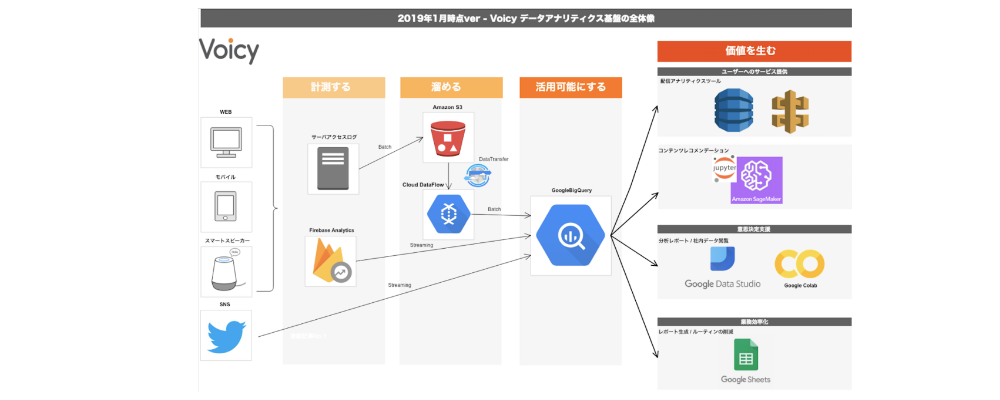 2019年1月時点ver - Voicy データアナリティクス基盤の全体像
Voicy
価値を生む
ユーザーへのサービス提供
計測する
溜める
活用可能にする
配信アナリティクスツール
Amazon S3
WEB
サーバアクセスログ
Batch
コンテンツレコメンデーション
DataTransfer
jupyter
モバイル
Cloud DataFlow
GoogleBigQuery
Amazon SageMaker
Batch
意思決定支援
Firebase Analytics
スマートスピーカー
Streaming
分析レポート / 社内データ閲覧
Google Data Studio
Google Colab
Streaming
SNS
業務効率化
レポート生成 / ルーティンの削減
Google Sheets